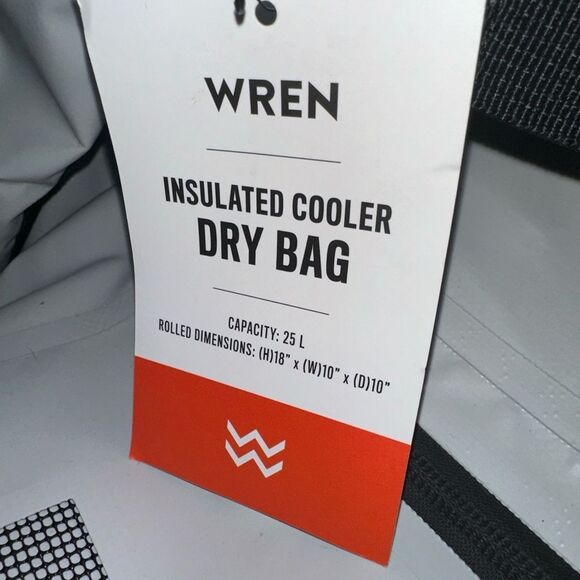 WREN
INSULATED COOLER
DRY BAG
CAPACITY: 25 L
ROLLED DIMENSIONS: (H)18" x (W)10" x (D)10"